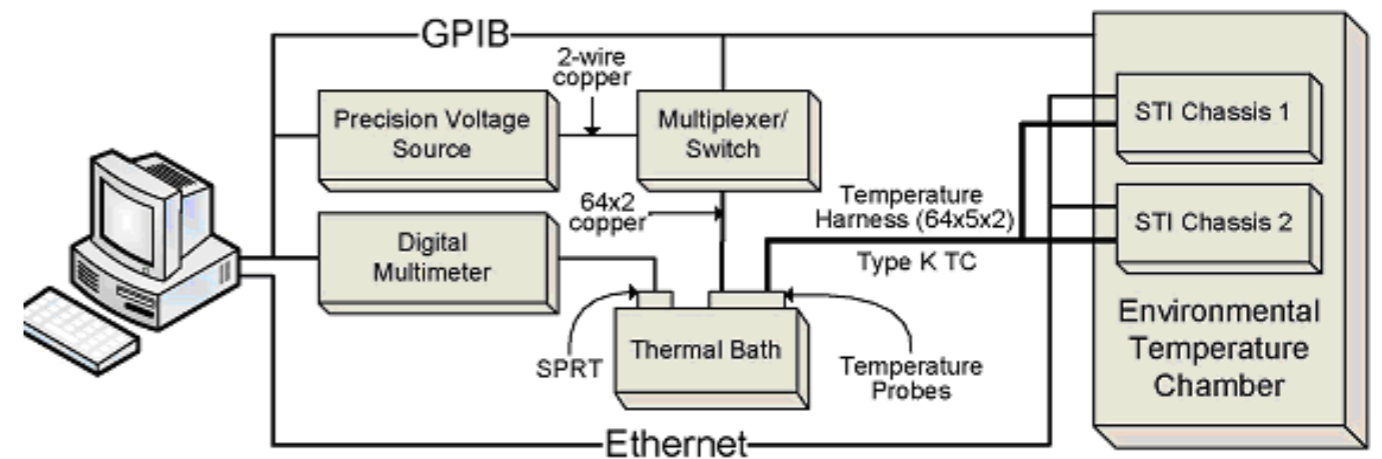 GPIB
2-wire
copper
Precision Voltage
Source
Multiplexer/
Switch
STI Chassis 1
64x2
copper
Temperature
Harness (64x5x2)
Type K TC
STI Chassis 2
Digital
Multimeter
SPRT
Thermal Bath
Temperature
Probes
Environmental
Temperature
Chamber
Ethernet